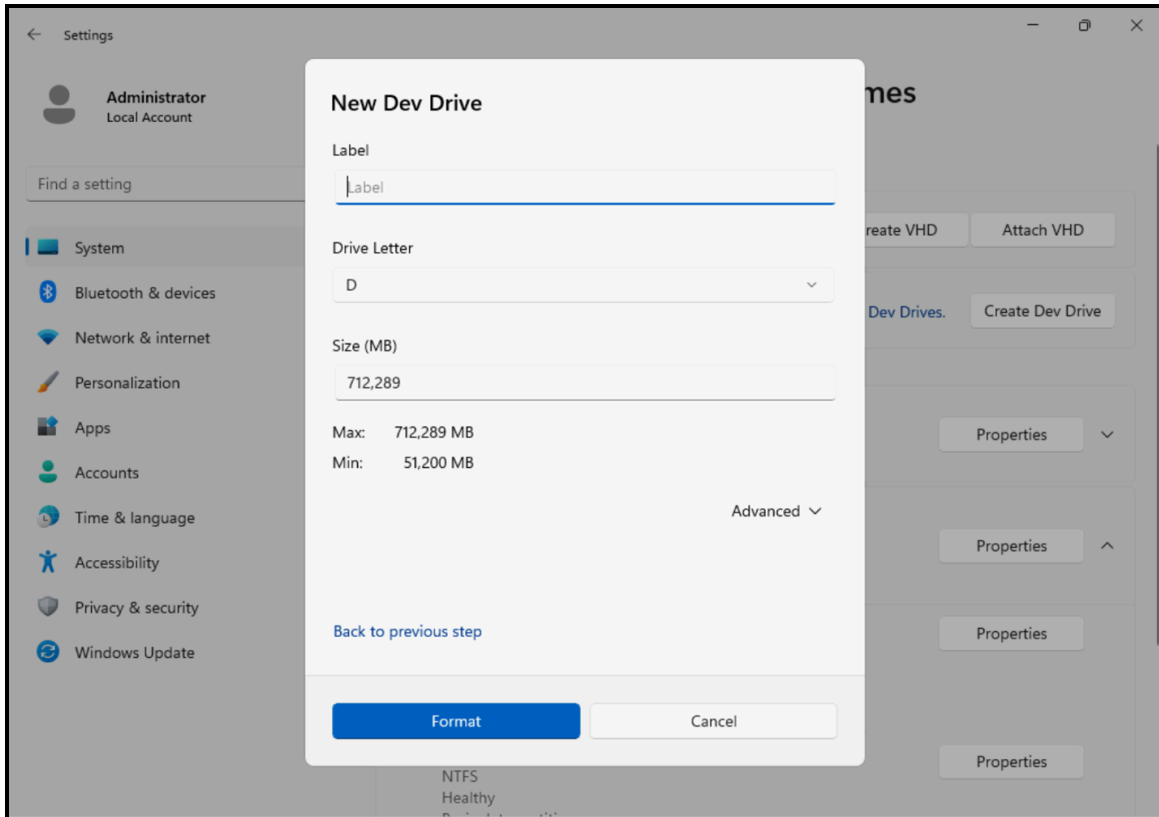 Settings
Administrator
Local Account
Find a setting
System
Bluetooth & devices
Network & internet
Personalization
Apps
Accounts
Time & language
Accessibility
Privacy & security
Windows Update
New Dev Drive
Label
Label
Drive Letter
D
Size (MB)
712,289
Max: 712,289 MB
Min: 51,200 MB
Advanced
Back to previous step
Format Cancel
mes
reate VHD Attach VHD
Dev Drives. Create Dev Drive
Properties
Properties
Properties
Properties
NTFS
Healthy